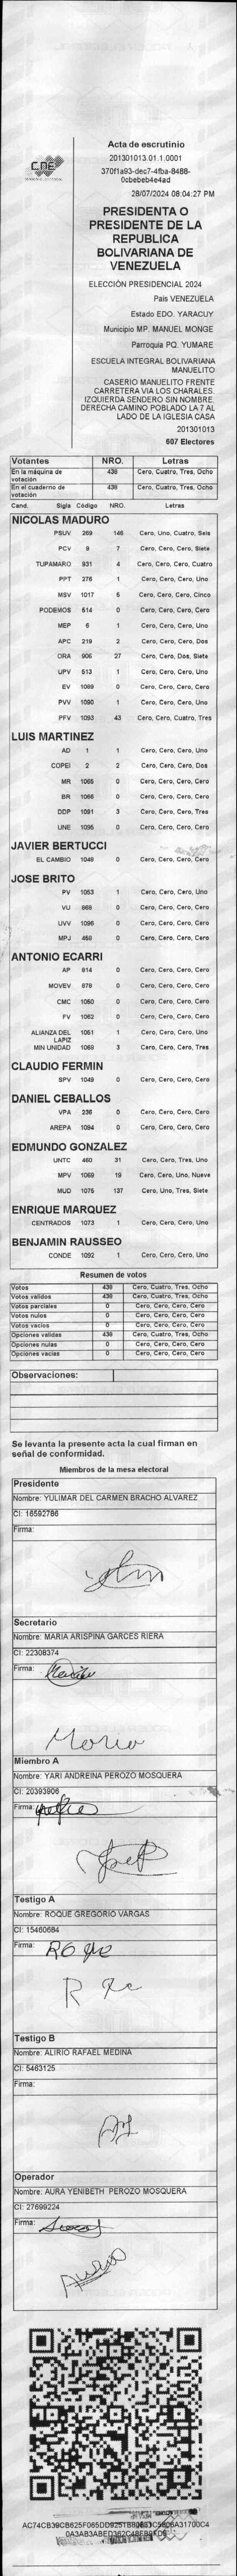 CNE
Acta de escrutinio
201301013.01.1.0001
370f1a93-dec7-4fba-8488-
0cbebeb4e4ad
28/07/2024 08:04:27 PM
PRESIDENTA O
PRESIDENTE DE LA
REPUBLICA
BOLIVARIANA DE
VENEZUELA
ELECCIÓN PRESIDENCIAL 2024
País VENEZUELA
Estado EDO. YARACUY
Municipio MP. MANUEL MONGE
Parroquia PQ. YUMARE
ESCUELA INTEGRAL BOLIVARIANA
MANUELITO
CASERIO MANUELITO FRENTE
CARRETERA VIA LOS CHARALES.
IZQUIERDA SENDERO SIN NOMBRE.
DERECHA CAMINO POBLADO LA 7 AL
LADO DE LA IGLESIA CASA
201301013
607 Electores
Votantes NRO. Letras
En la máquina de votación 438 Cero, Cuatro, Tres, Ocho
En el cuaderno de votación 438 Cero, Cuatro, Tres, Ocho
Cand. Sigla Código NRO. Letras
NICOLAS MADURO
PSUV 269 146 Cero, Uno, Cuatro, Seis
PCV 9 7 Cero, Cero, Cero, Siete
TUPAMARO 931 4 Cero, Cero, Cero, Cuatro
PPT 276 1 Cero, Cero, Cero, Uno
MSV 1017 5 Cero, Cero, Cero, Cinco
PODEMOS 514 0 Cero, Cero, Cero, Cero
MEP 6 1 Cero, Cero, Cero, Uno
APC 219 2 Cero, Cero, Cero, Dos
ORA 906 27 Cero, Cero, Dos, Siete
UPV 513 1 Cero, Cero, Cero, Uno
EV 1089 0 Cero, Cero, Cero, Cero
PVV 1090 1 Cero, Cero, Cero, Uno
PFV 1093 43 Cero, Cero, Cuatro, Tres
LUIS MARTINEZ
AD 1 1 Cero, Cero, Cero, Uno
COPEI 2 2 Cero, Cero, Cero, Dos
MR 1065 0 Cero, Cero, Cero, Cero
BR 1066 0 Cero, Cero, Cero, Cero
DDP 1091 3 Cero, Cero, Cero, Tres
UNE 1095 0 Cero, Cero, Cero, Cero
JAVIER BERTUCCI
EL CAMBIO 1048 0 Cero, Cero, Cero, Cero
JOSE BRITO
PV 1053 1 Cero, Cero, Cero, Uno
VU 868 0 Cero, Cero, Cero, Cero
UVV 1096 0 Cero, Cero, Cero, Cero
MPJ 459 0 Cero, Cero, Cero, Cero
ANTONIO ECARRI
AP 814 0 Cero, Cero, Cero, Cero
MOVEV 878 0 Cero, Cero, Cero, Cero
CMC 1050 0 Cero, Cero, Cero, Cero
FV 1062 0 Cero, Cero, Cero, Cero
ALIANZA DEL LAPIZ 1051 1 Cero, Cero, Cero, Uno
MIN UNIDAD 1069 3 Cero, Cero, Cero, Tres
CLAUDIO FERMIN
SPV 1049 0 Cero, Cero, Cero, Cero
DANIEL CEBALLOS
VPA 236 0 Cero, Cero, Cero, Cero
AREPA 1094 0 Cero, Cero, Cero, Cero
EDMUNDO GONZALEZ
UNTC 460 31 Cero, Cero, Tres, Uno
MPV 1069 19 Cero, Cero, Uno, Nueve
MUD 1075 137 Cero, Uno, Tres, Siete
ENRIQUE MARQUEZ
CENTRADOS 1073 1 Cero, Cero, Cero, Uno
BENJAMIN RAUSSEO
CONDE 1092 1 Cero, Cero, Cero, Uno
Resumen de votos
Votos 438 Cero, Cuatro, Tres, Ocho
Votos validos 438 Cero, Cuatro, Tres, Ocho
Votos parciales 0 Cero, Cero, Cero, Cero
Votos nulos 0 Cero, Cero, Cero, Cero
Votos vacios 0 Cero, Cero, Cero, Cero
Opciones validas 438 Cero, Cuatro, Tres, Ocho
Opciones nulas 0 Cero, Cero, Cero, Cero
Opciones vacias 0 Cero, Cero, Cero, Cero
Observaciones:
Se levanta la presente acta la cual firman en
señal de conformidad.
Miembros de la mesa electoral
Presidente
Nombre: YULIMAR DEL CARMEN BRACHO ALVAREZ
CI: 16592786
Firma:
Secretario
Nombre: MARIA ARISPINA GARCES RIERA
CI: 22308374
Firma:
Maria
Miembro A
Nombre: YARI ANDREINA PEROZO MOSQUERA
CI: 20393906
Firma:
Testigo A
Nombre: ROQUE GREGORIO VARGAS
CI: 15460684
Firma: Roque
Testigo B
Nombre: ALIRIO RAFAEL MEDINA
CI: 5463125
Firma:
Operador
Nombre: AURA YENIBETH PEROZO MOSQUERA
CI: 27699224
Firma: